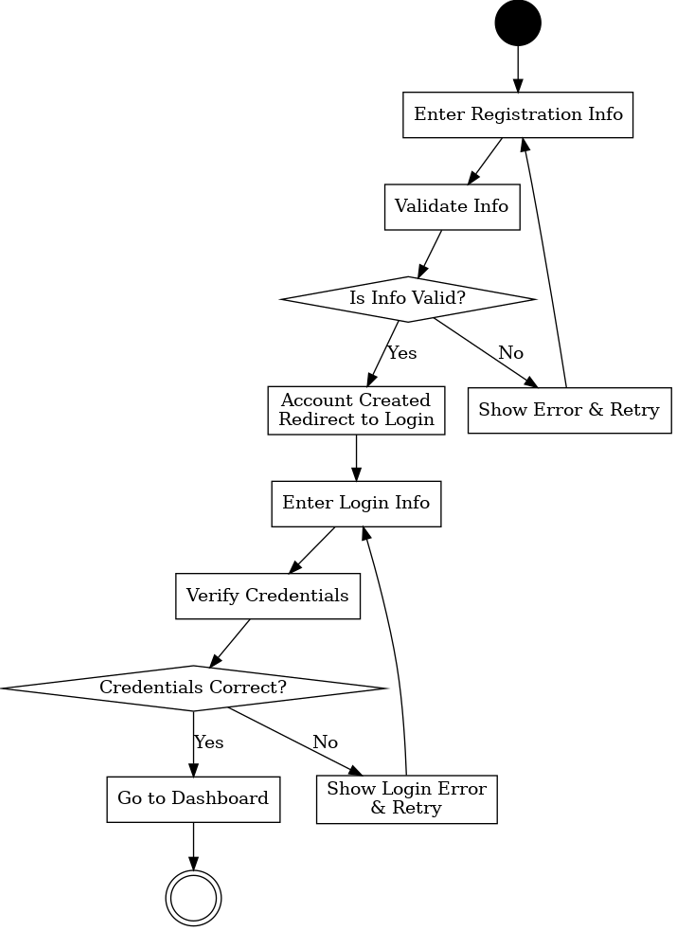 Enter Registration Info
Validate Info
Is Info Valid?
Yes
No
Account Created
Redirect to Login
Show Error & Retry
Enter Login Info
Verify Credentials
Credentials Correct?
Yes
No
Go to Dashboard
Show Login Error
& Retry